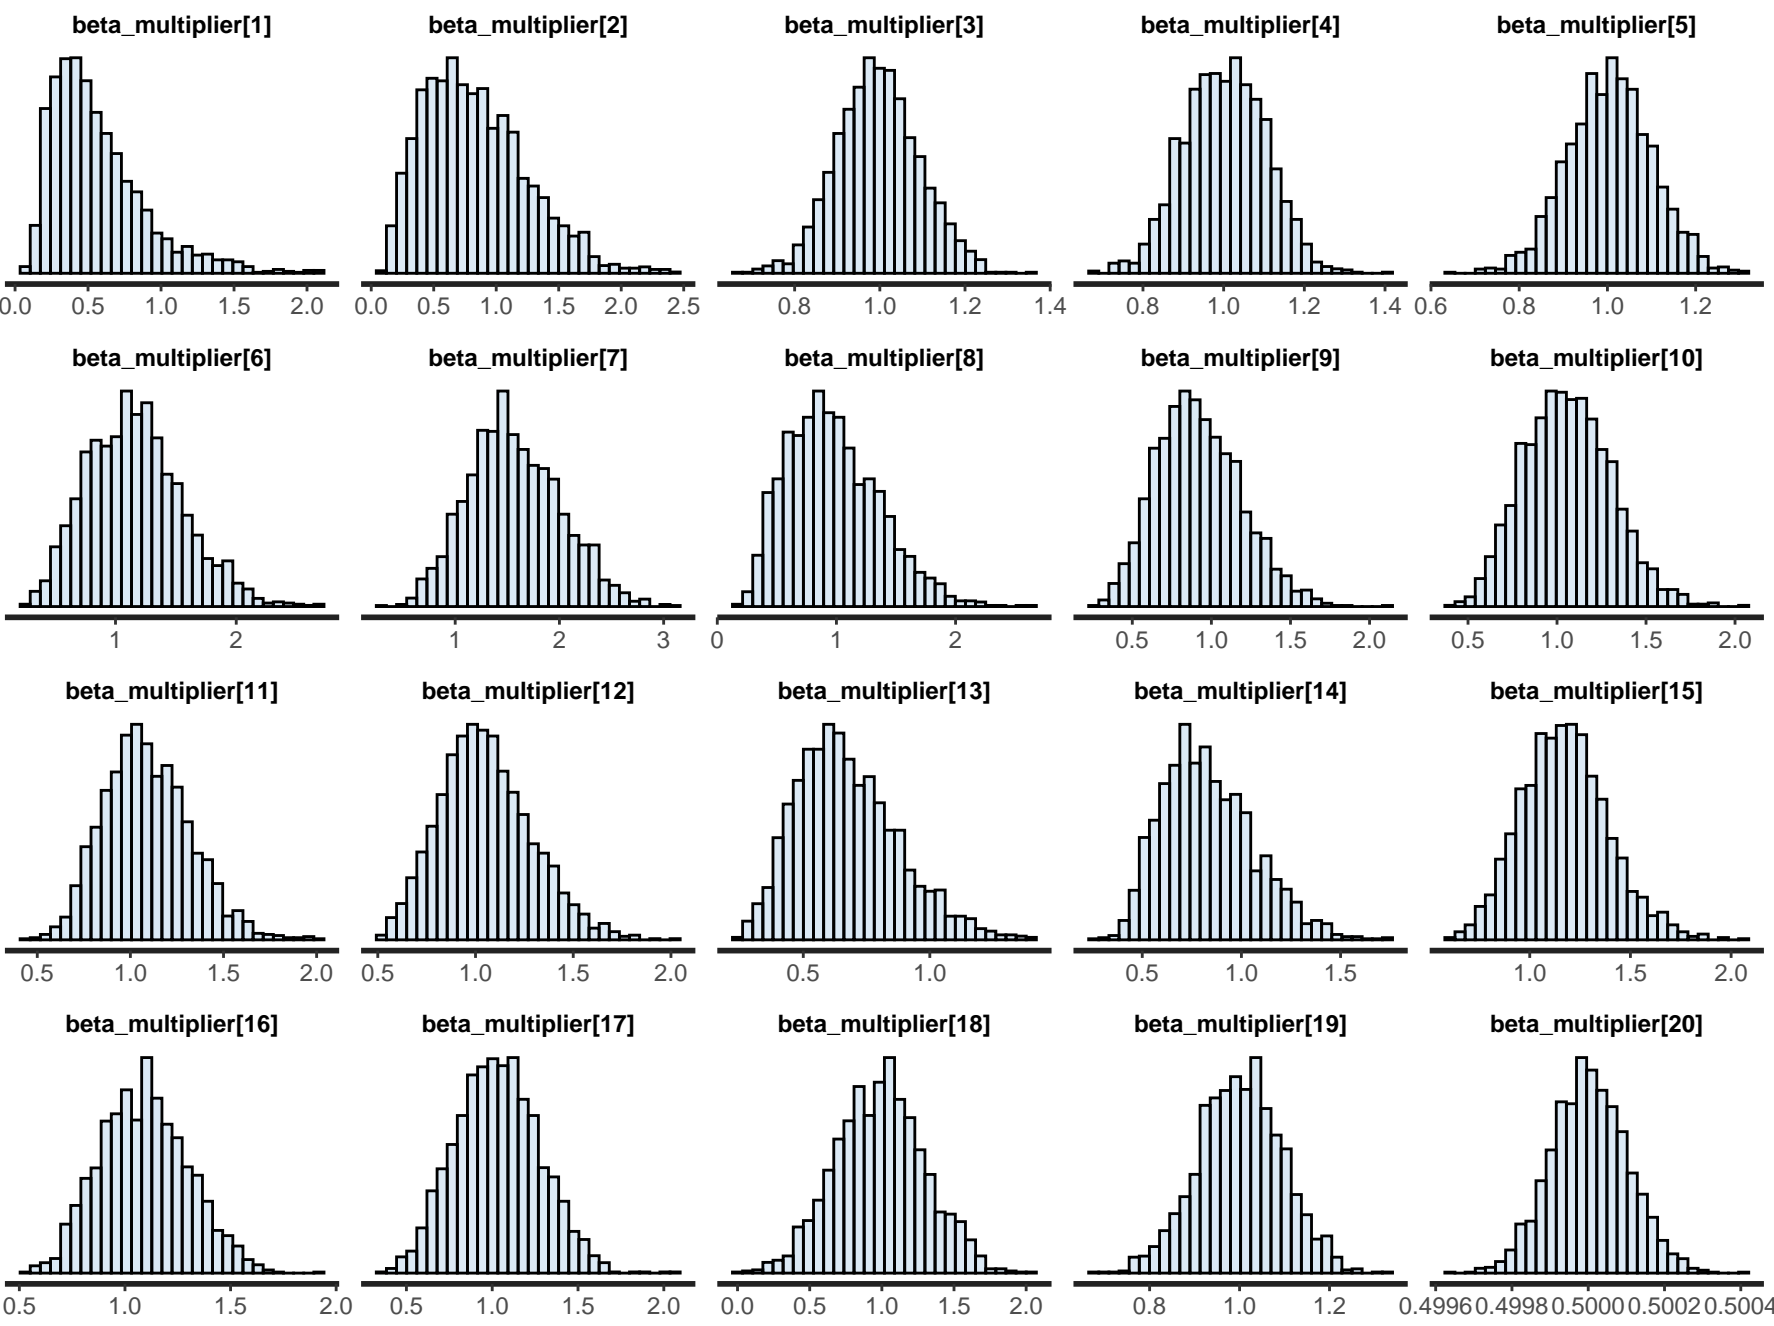 beta_multiplier[1] beta_multiplier[2] beta_multiplier[3] beta_multiplier[4] beta_multiplier[5]
0.0 0.5 1.0 1.5 2.0 0.0 0.5 1.0 1.5 2.0 2.5 0.8 1.0 1.2 1.4 0.8 1.0 1.2 1.4 0.6 0.8 1.0 1.2
beta_multiplier[6] beta_multiplier[7] beta_multiplier[8] beta_multiplier[9] beta_multiplier[10]
1 2 1 2 3 0 1 2 0.5 1.0 1.5 2.0 0.5 1.0 1.5 2.0
beta_multiplier[11] beta_multiplier[12] beta_multiplier[13] beta_multiplier[14] beta_multiplier[15]
0.5 1.0 1.5 2.0 0.5 1.0 1.5 2.0 0.5 1.0 0.5 1.0 1.5 1.0 1.5 2.0
beta_multiplier[16] beta_multiplier[17] beta_multiplier[18] beta_multiplier[19] beta_multiplier[20]
0.5 1.0 1.5 2.0 0.5 1.0 1.5 2.0 0.0 0.5 1.0 1.5 2.0 0.8 1.0 1.2 0.4996 0.4998 0.5000 0.5002 0.5004